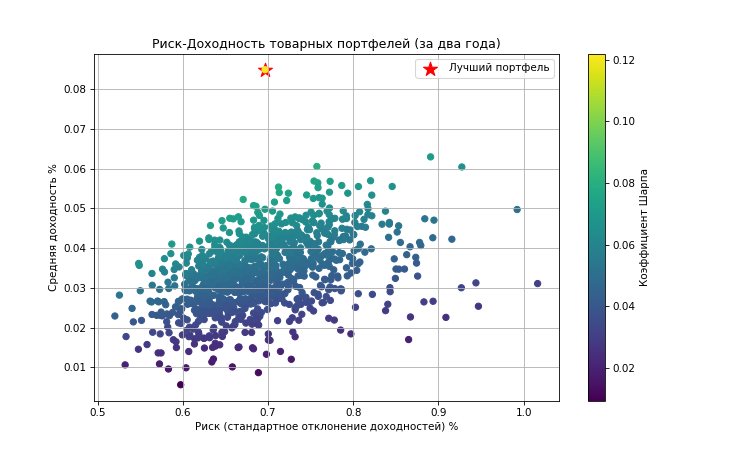 Риск-Доходность товарных портфелей (за два года)
Лучший портфель
Средняя доходность %
0.08
0.07
0.06
0.05
0.04
0.03
0.02
0.01
0.5 0.6 0.7 0.8 0.9 1.0
Риск (стандартное отклонение доходностей) %
0.12
0.10
0.08
0.06
0.04
0.02
Коэффициент Шарпа